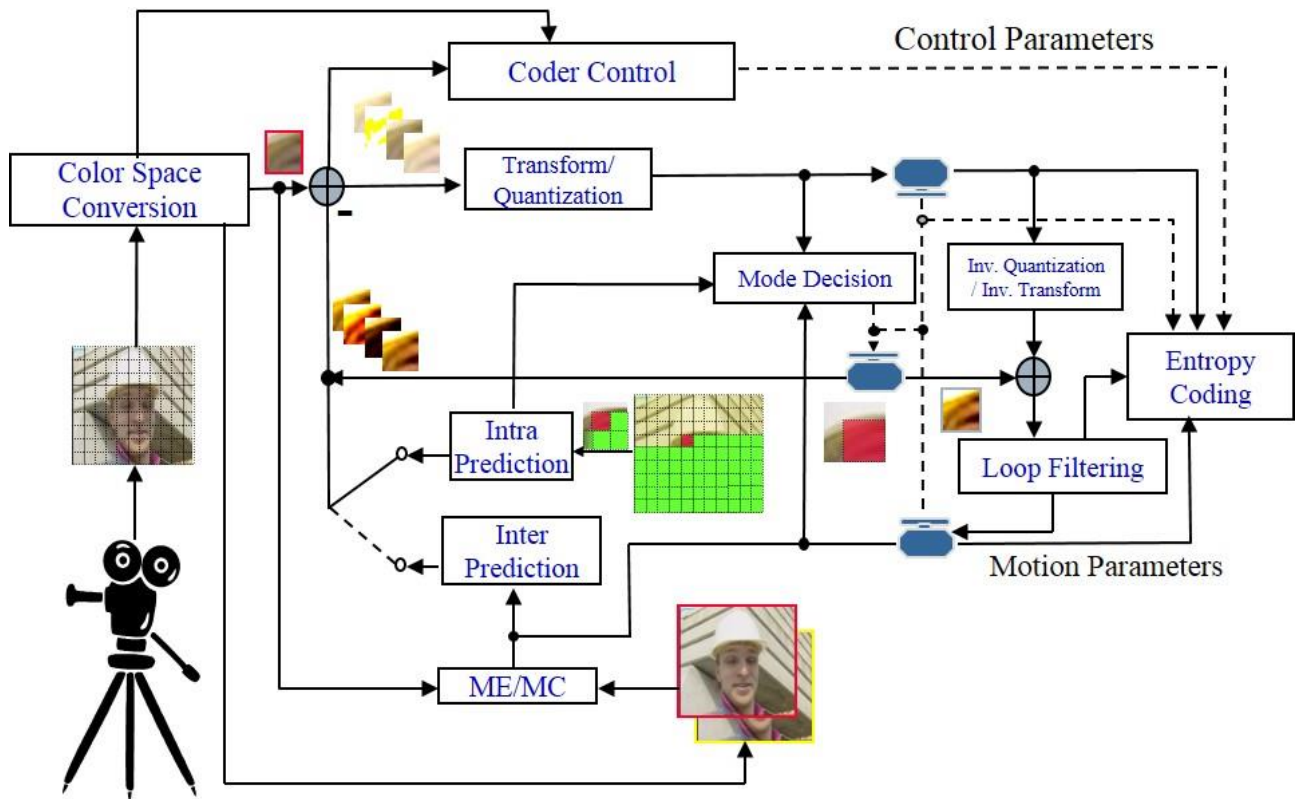 Control Parameters
Coder Control
Color Space
Conversion
Transform/
Quantization
-
Mode Decision
Inv. Quantization
/ Inv. Transform
Entropy
Coding
Intra
Prediction
Loop Filtering
Inter
Prediction
Motion Parameters
ME/MC